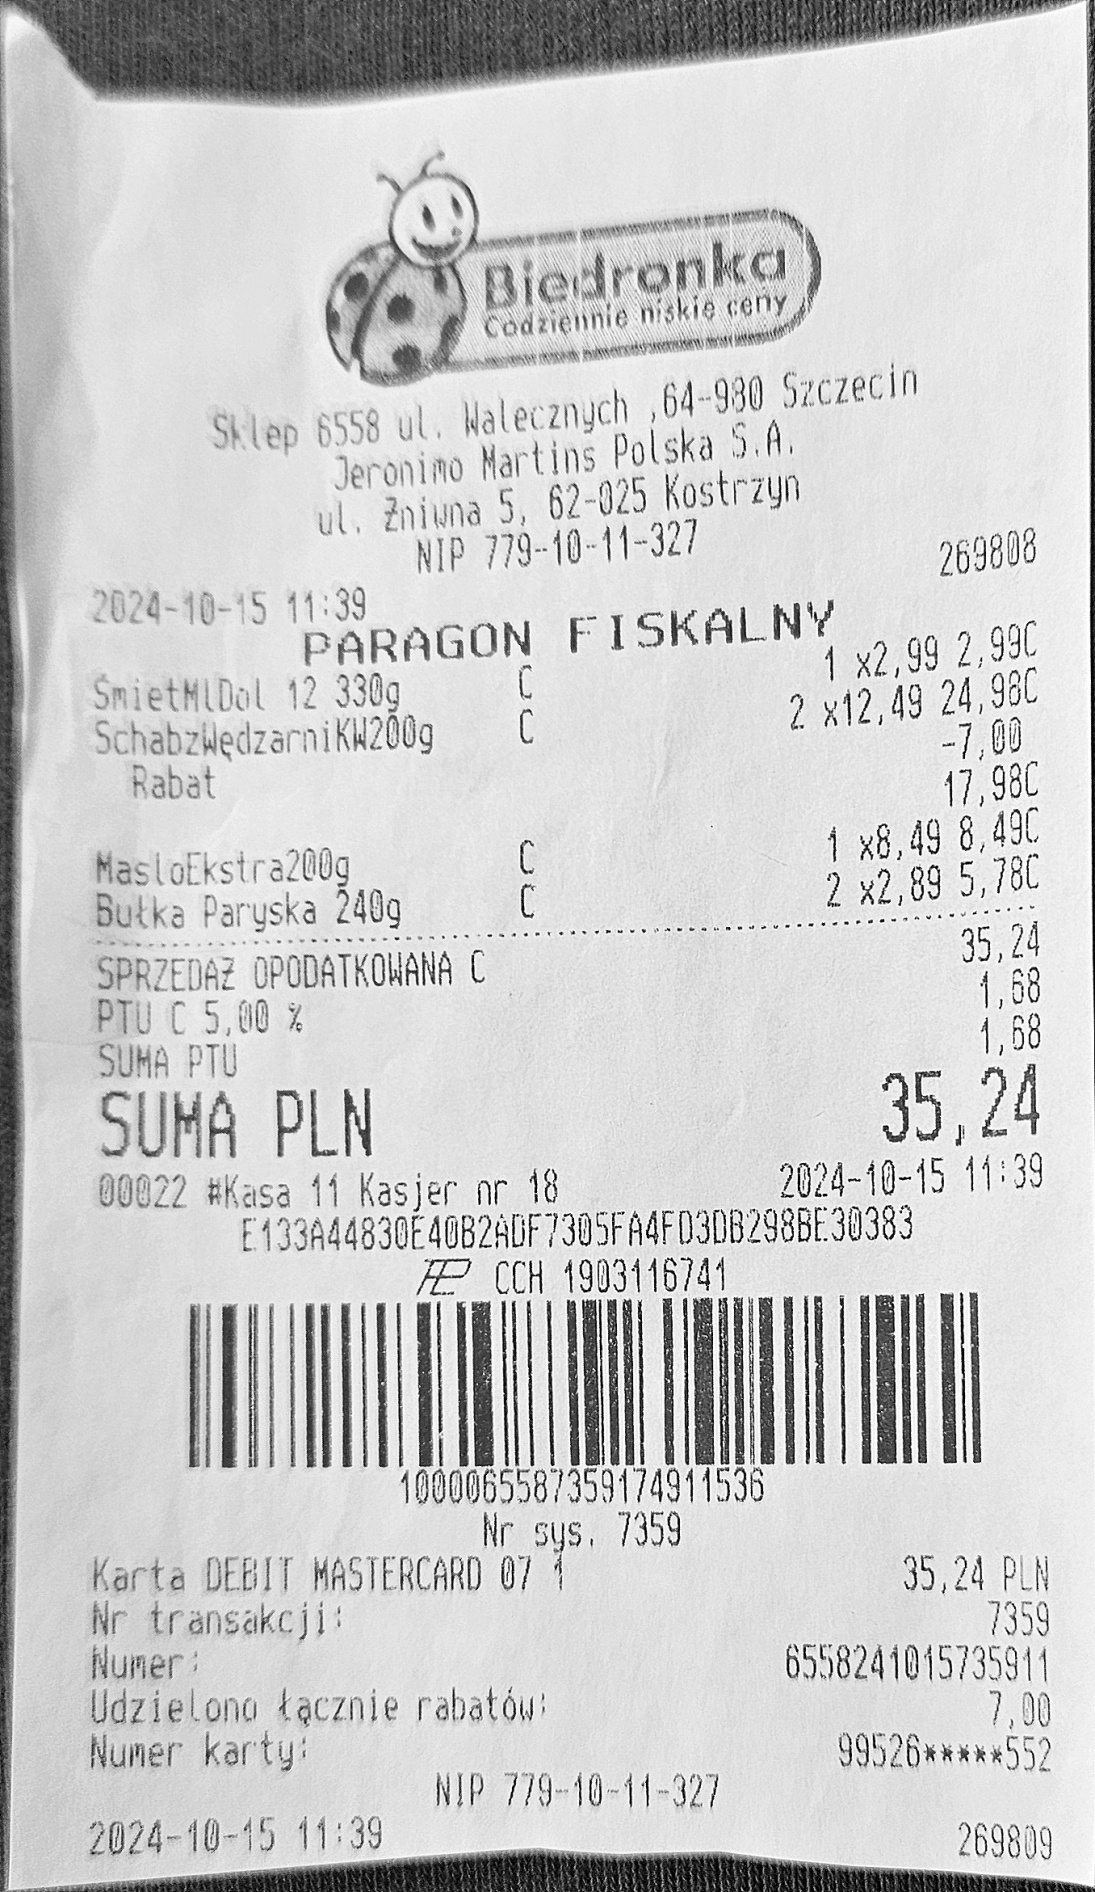 Biedronka
Codziennie niskie ceny
Sklep 6558 ul. Walecznych ,64-980 Szczecin
Jeronimo Martins Polska S.A.
ul. Żniwna 5, 62-025 Kostrzyn
NIP 779-10-11-327
2024-10-15 11:39 269808
PARAGON FISKALNY
ŚmietMlDol 12 330g C 1 x2,99 2,99C
SchabzWędzarniKW200g C 2 x12,49 24,98C
Rabat -7,00
17,98C
MasloEkstra200g C 1 x8,49 8,49C
Bułka Paryska 240g C 2 x2,89 5,78C
SPRZEDAŻ OPODATKOWANA C 35,24
PTU C 5,00 % 1,68
SUMA PTU 1,68
SUMA PLN 35,24
00022 #Kasa 11 Kasjer nr 18 2024-10-15 11:39
E133A44830E40B2ADF7305FA4FD3DB298BE30383
CCH 1903116741
1000065587359174911536
Nr sys. 7359
Karta DEBIT MASTERCARD 07 1 35,24 PLN
Nr transakcji: 7359
Numer: 6558241015735911
Udzielono łącznie rabatów: 7,00
Numer karty: 99526*****552
NIP 779-10-11-327
2024-10-15 11:39 269809